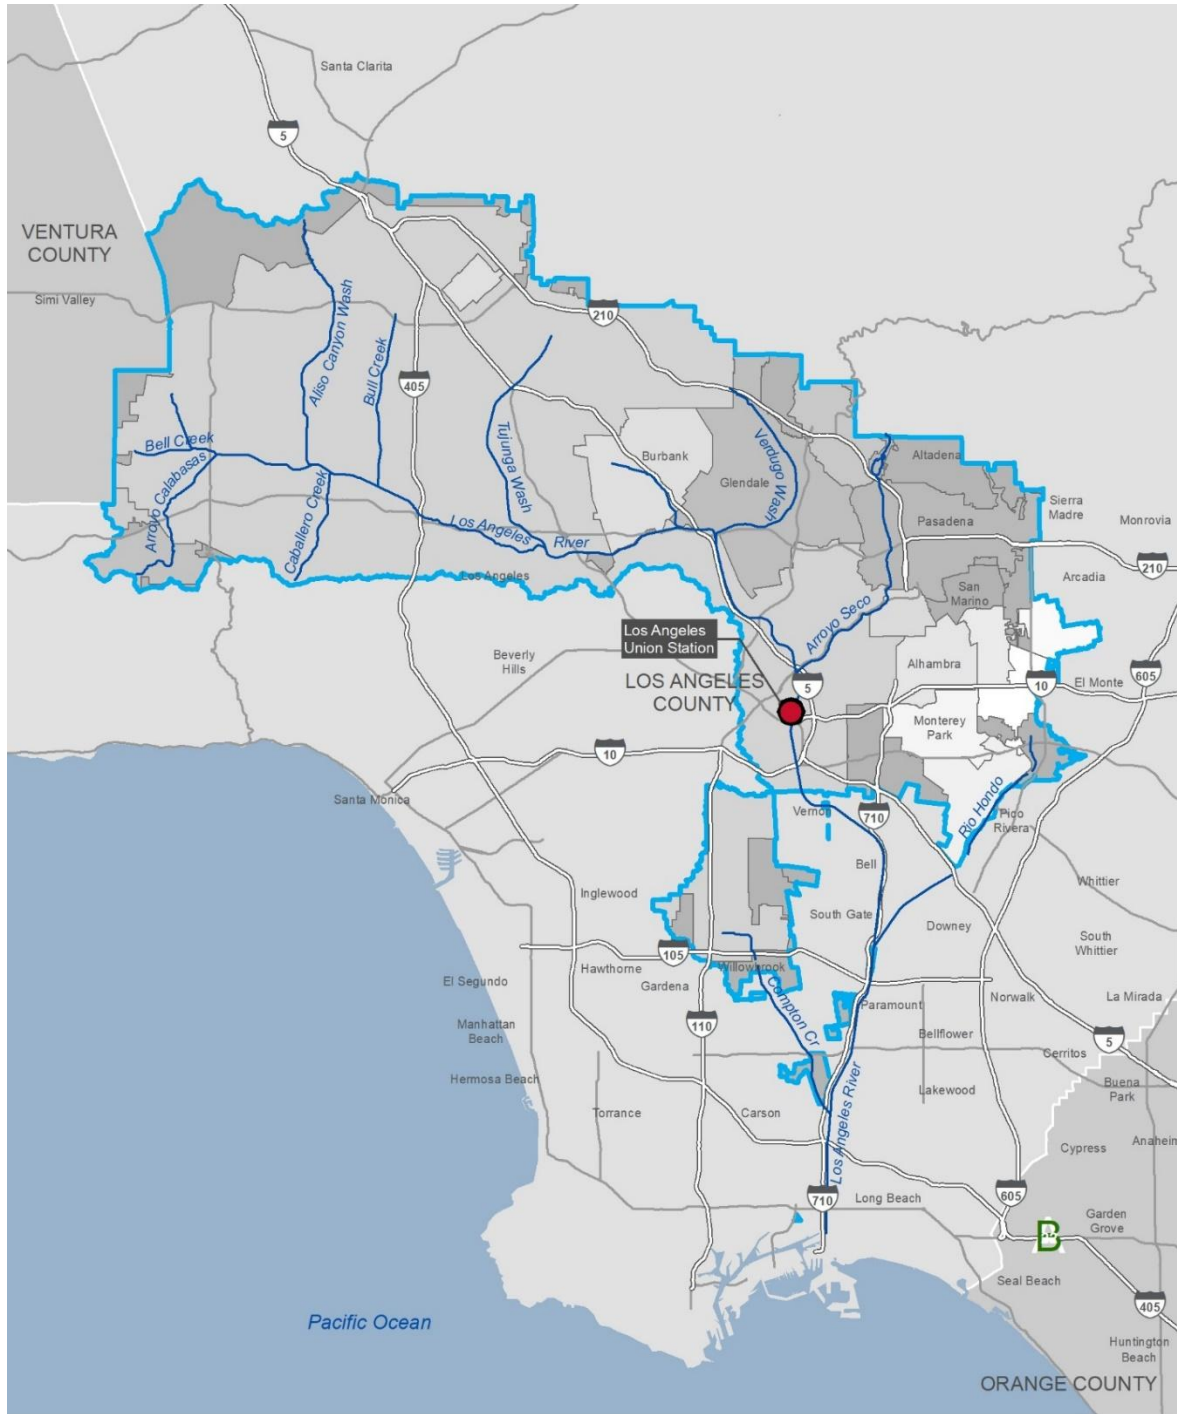 Santa Clarita
5
VENTURA
COUNTY
Simi Valley
210
Aliso Canyon Wash
Bull Creek
405
Bell Creek
Arroyo Calabasas
Caballero Creek
Tujunga Wash
Burbank
Glendale
Verdugo Wash
Altadena
Pasadena
Sierra
Madre
Monrovia
Los Angeles
River
Los Angeles
210
Arcadia
San
Marino
Arroyo Seco
Los Angeles
Union Station
Beverly
Hills
LOS ANGELES
COUNTY
5
Alhambra
10
El Monte
605
Monterey
Park
10
Santa Monica
Vernon
710
Rio Hondo
Pico
Rivera
Bell
Whittier
Inglewood
South Gate
Downey
South
Whittier
105
Willowbrook
Hawthorne
Gardena
El Segundo
Compton Cr
Paramount
Norwalk
La Mirada
Manhattan
Beach
110
Bellflower
Cerritos
5
Hermosa Beach
Lakewood
Buena
Park
Torrance
Carson
Los Angeles River
Cypress
Anaheim
710
Long Beach
605
Garden
Grove
B
Seal Beach
405
Pacific Ocean
Huntington
Beach
ORANGE COUNTY